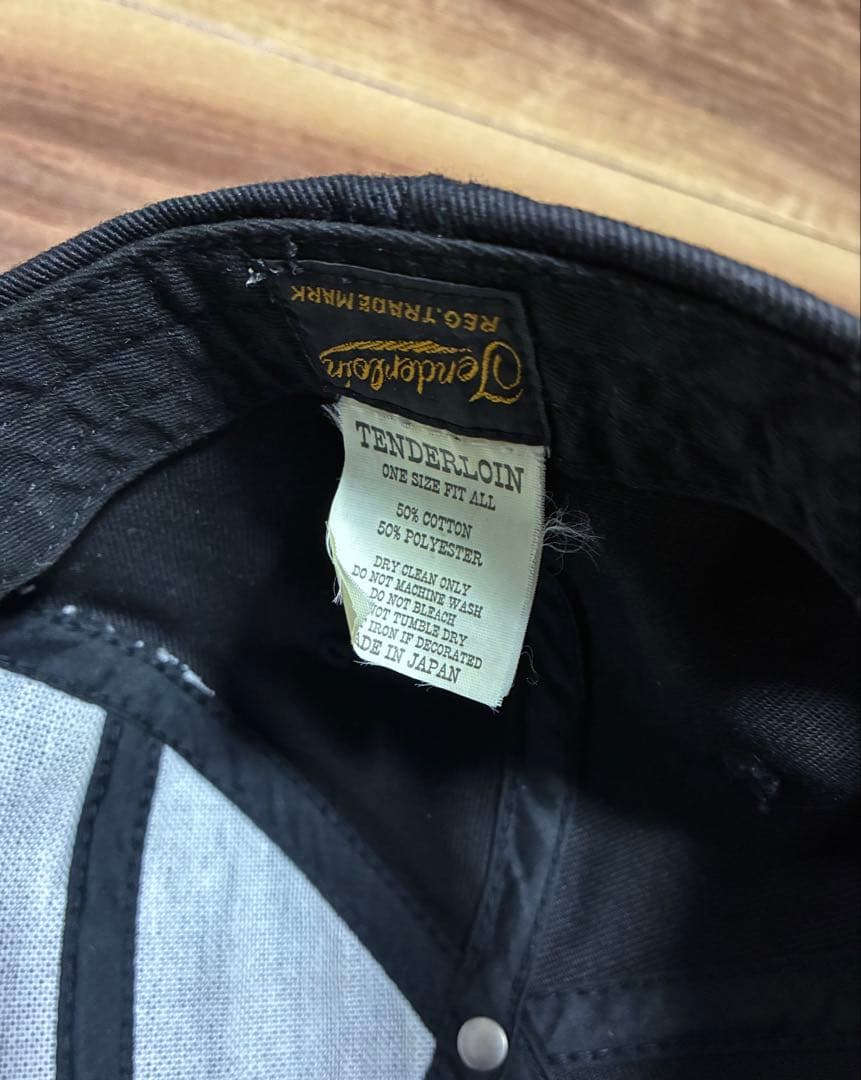 Tenderloin
REG. TRADE MARK
TENDERLOIN
ONE SIZE FIT ALL
50% COTTON
50% POLYESTER
DRY CLEAN ONLY
DO NOT MACHINE WASH
DO NOT BLEACH
NOT TUMBLE DRY
IRON IF DECORATED
ADE IN JAPAN